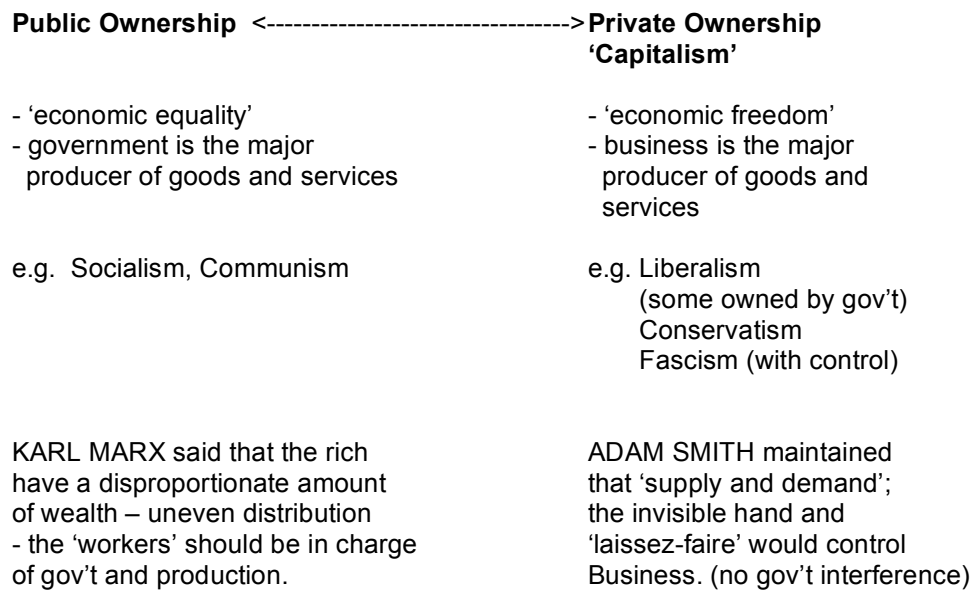 Public Ownership <----------------------------------> Private Ownership
‘Capitalism’
- ‘economic equality’
- government is the major
producer of goods and services
e.g. Socialism, Communism
KARL MARX said that the rich
have a disproportionate amount
of wealth – uneven distribution
- the ‘workers’ should be in charge
of gov’t and production.
- ‘economic freedom’
- business is the major
producer of goods and
services
e.g. Liberalism
(some owned by gov’t)
Conservatism
Fascism (with control)
ADAM SMITH maintained
that ‘supply and demand’;
the invisible hand and
‘laissez-faire’ would control
Business. (no gov’t interference)